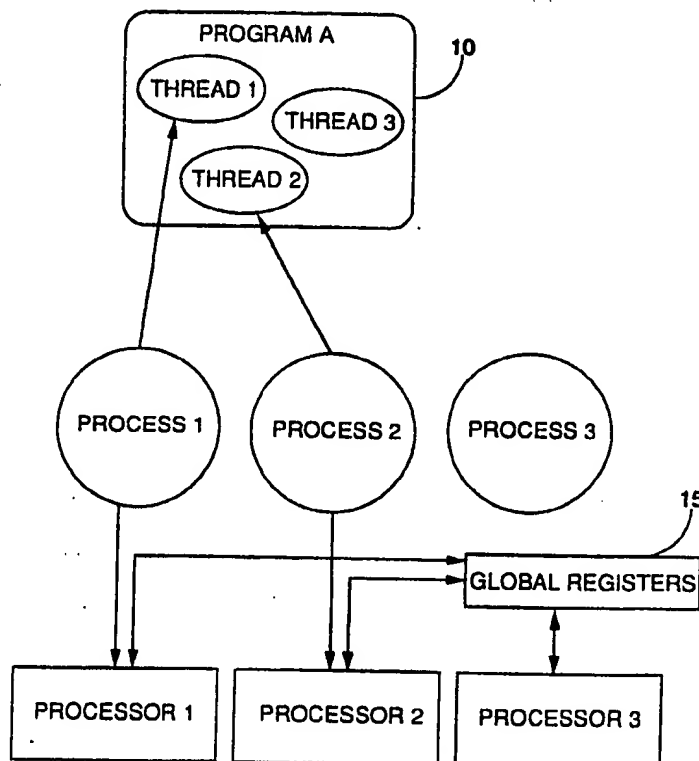 PROGRAM A
10
THREAD 1
THREAD 3
THREAD 2
PROCESS 1
PROCESS 2
PROCESS 3
15
GLOBAL REGISTERS
PROCESSOR 1
PROCESSOR 2
PROCESSOR 3